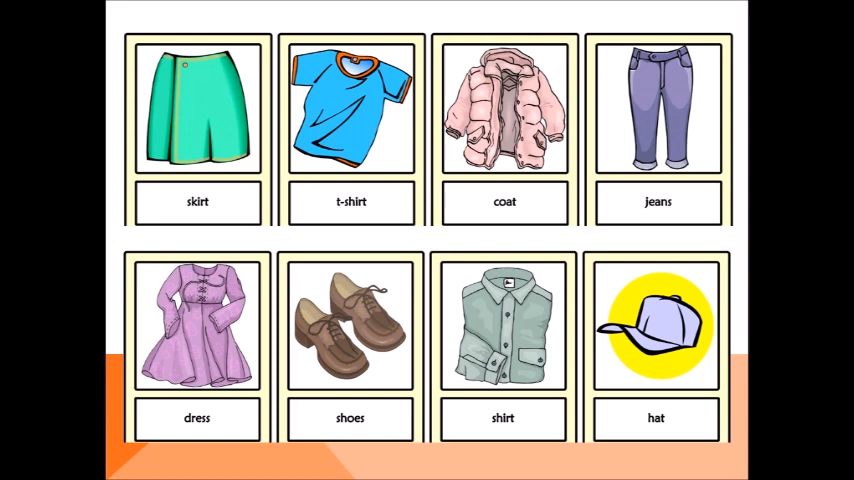 skirt
t-shirt
coat
jeans
dress
shoes
shirt
hat